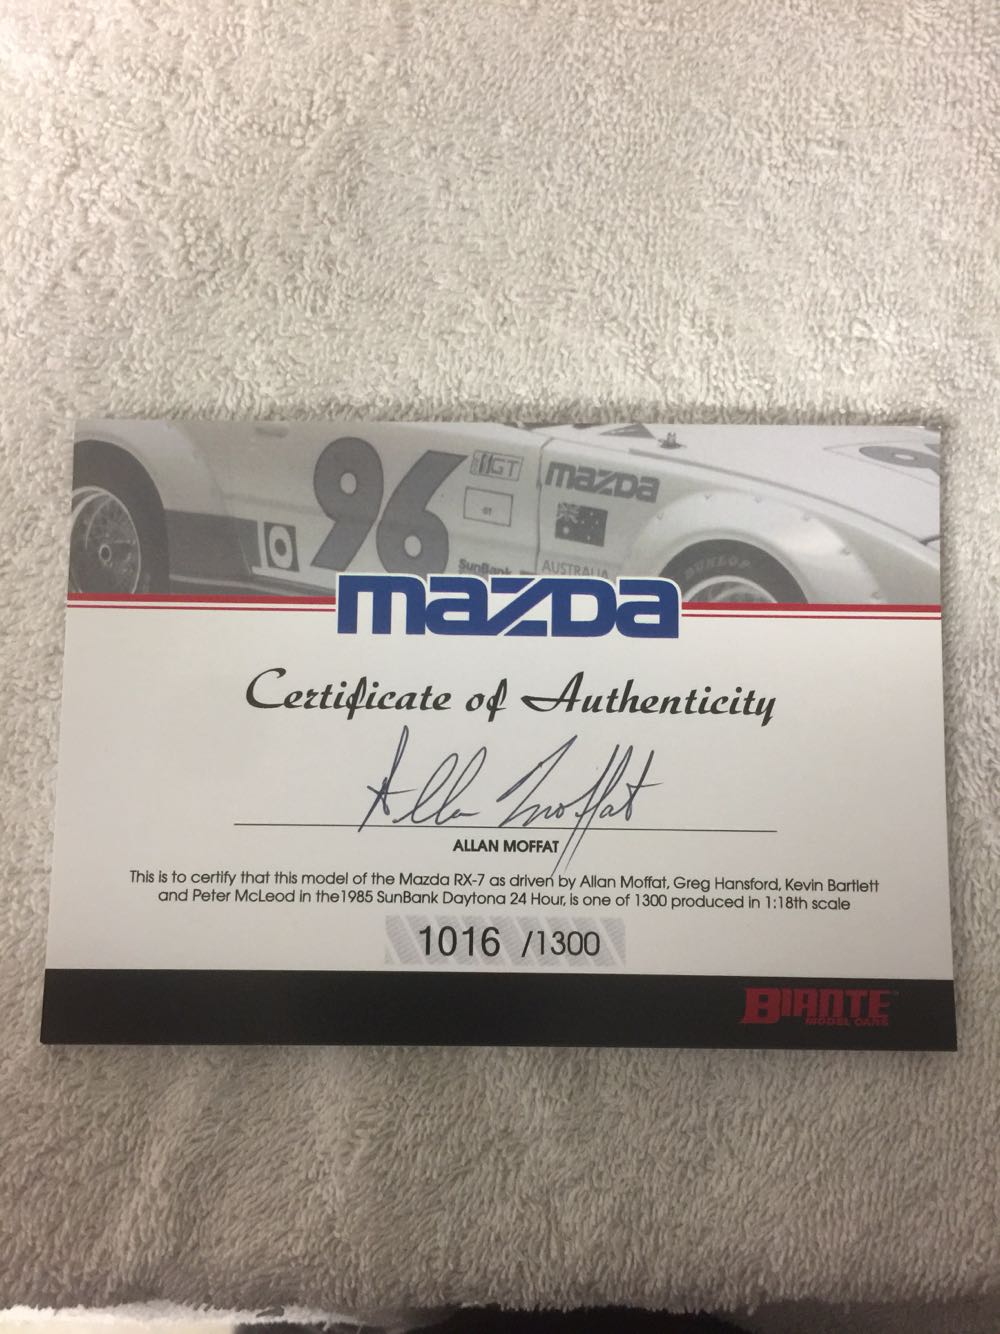 96
GT
GT
mazda
SunBank
AUSTRALIA
DUNLOP
mazda
Certificate of Authenticity
Allan Moffat
ALLAN MOFFAT
This is to certify that this model of the Mazda RX-7 as driven by Allan Moffat, Greg Hansford, Kevin Bartlett
and Peter McLeod in the1985 SunBank Daytona 24 Hour, is one of 1300 produced in 1:18th scale
1016 /1300
BIANTE
MODEL CARS